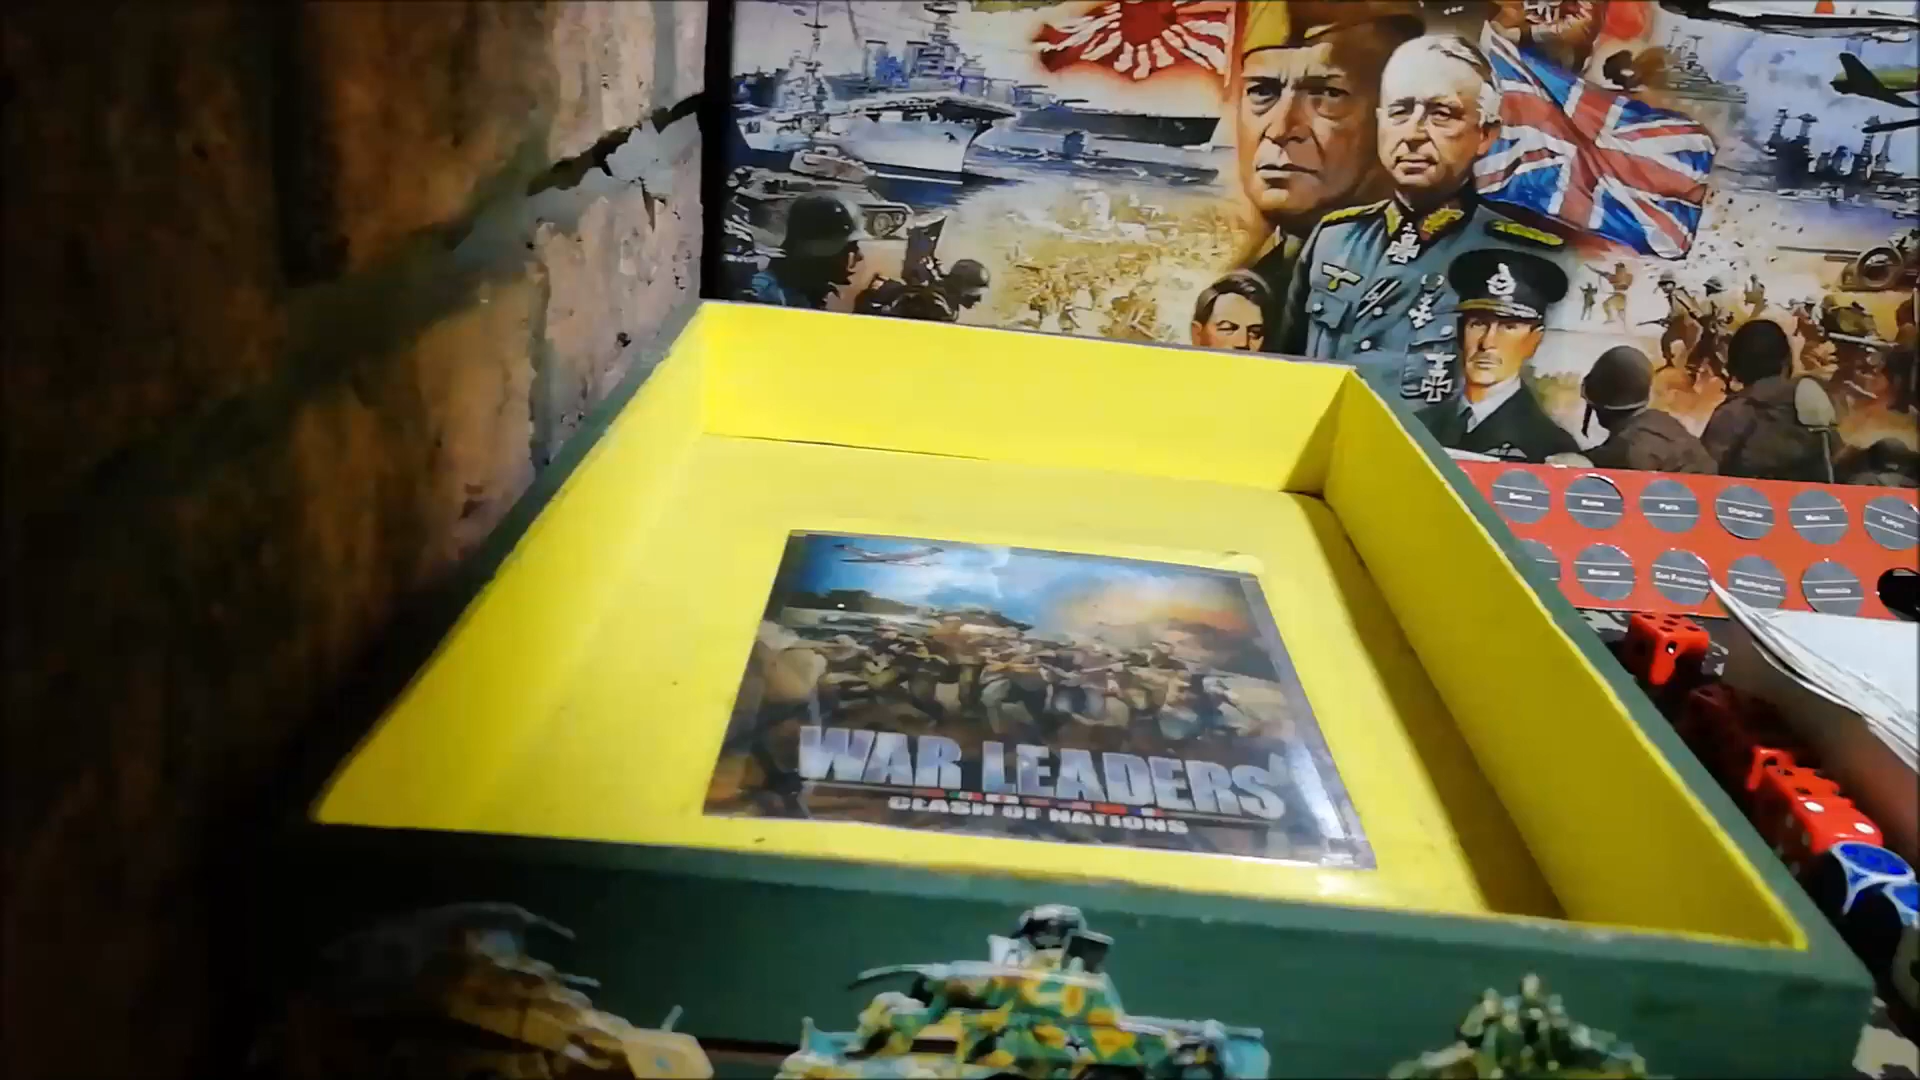 Berlin
Rome
Paris
Shanghai
Manila
Tokyo
Moscow
San Francisco
Washington
WAR LEADERS
CLASH OF NATIONS